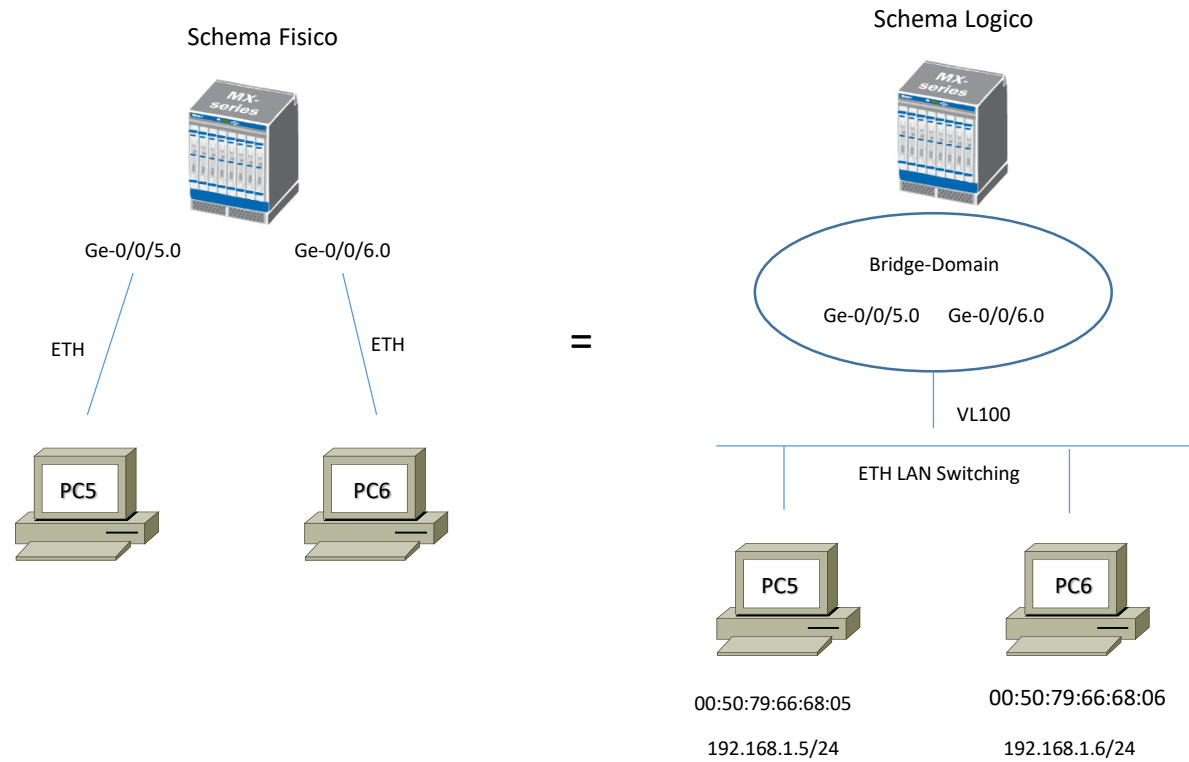 Schema Fisico
MX-series
Ge-0/0/5.0
Ge-0/0/6.0
ETH
ETH
PC5
PC6
=
Schema Logico
MX-series
Bridge-Domain
Ge-0/0/5.0
Ge-0/0/6.0
VL100
ETH LAN Switching
PC5
PC6
00:50:79:66:68:05
00:50:79:66:68:06
192.168.1.5/24
192.168.1.6/24